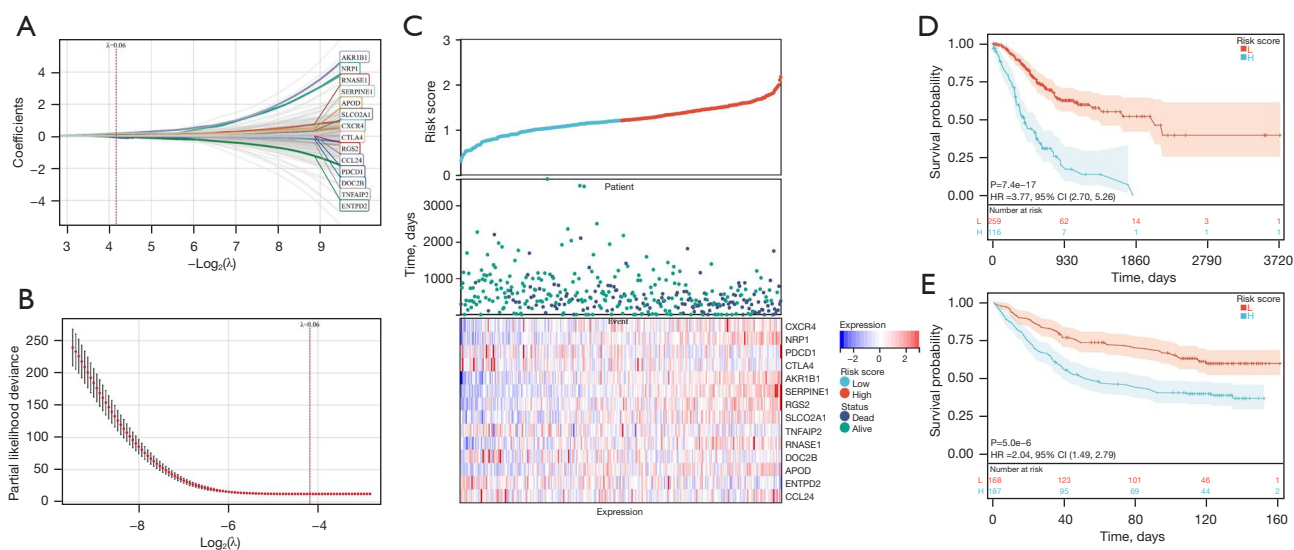 A
λ=0.06
4
2
0
−2
−4
Coefficients
3 4 5 6 7 8 9
−Log₂(λ)
AKR1B1
NRP1
RNASE1
SERPINE1
APOD
SLCO2A1
CXCR4
CTLA4
RGS2
CCL24
PDCD1
DOC2B
TNFAIP2
ENTPD2
B
λ=0.06
250
200
150
100
50
0
Partial likelihood deviance
−8 −6 −4
Log₂(λ)
C
3
2
1
0
Risk score
Patient
3000
2000
1000
Time, days
Event
CXCR4
NRP1
PDCD1
CTLA4
AKR1B1
SERPINE1
RGS2
SLCO2A1
TNFAIP2
RNASE1
DOC2B
APOD
ENTPD2
CCL24
Expression
Expression
−2 0 2
Risk score
Low
High
Status
Dead
Alive
D
Risk score
L
H
1.00
0.75
0.50
0.25
0.00
Survival probability
P=7.4e−17
HR =3.77, 95% CI (2.70, 5.26)
Number at risk
L 259 62 14 3 1
H 116 7 1 1 1
0 930 1860 2790 3720
Time, days
E
Risk score
L
H
1.00
0.75
0.50
0.25
0.00
Survival probability
P=5.0e−6
HR =2.04, 95% CI (1.49, 2.79)
Number at risk
L 168 123 101 46 1
H 187 95 69 44 2
0 40 80 120 160
Time, days